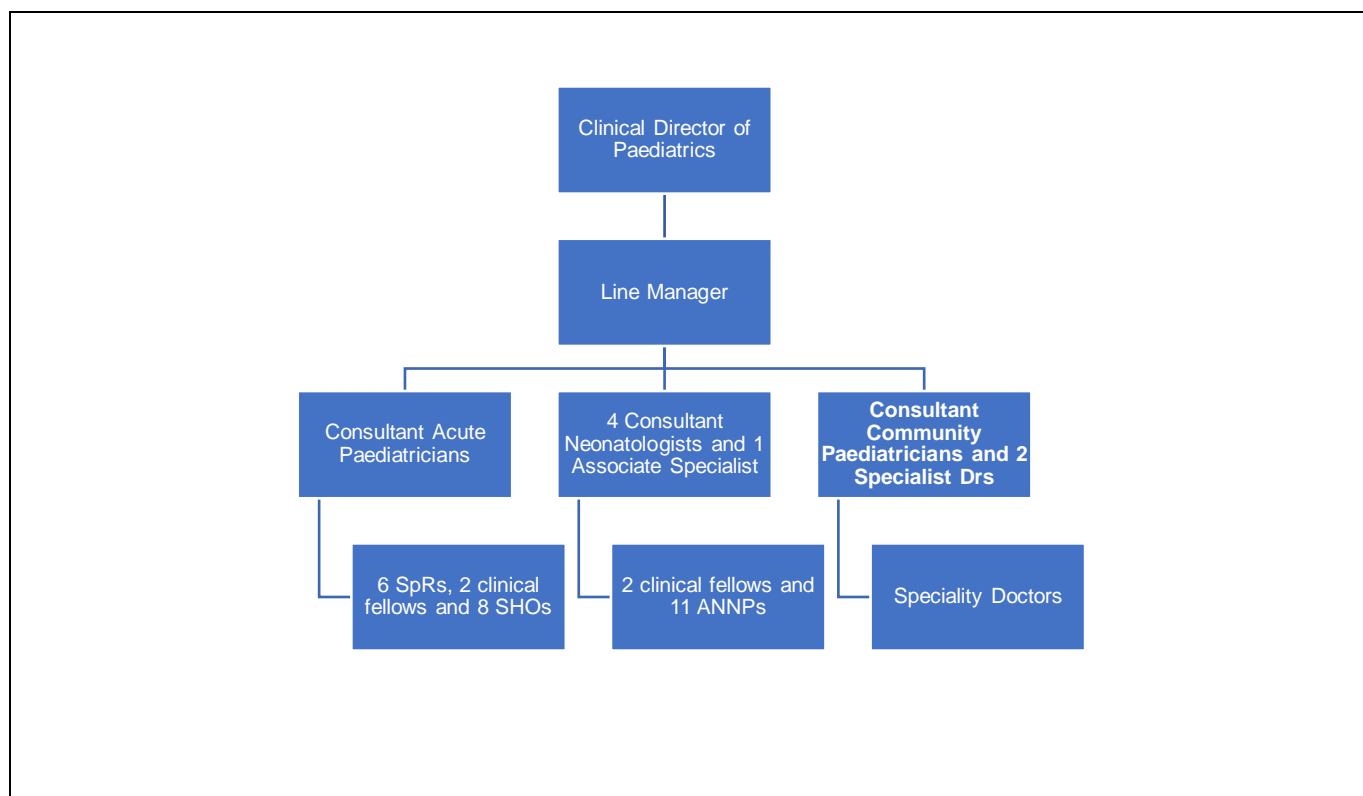 Clinical Director of
Paediatrics
Line Manager
Consultant Acute
Paediatricians
4 Consultant
Neonatologists and 1
Associate Specialist
Consultant
Community
Paediatricians and 2
Specialist Drs
6 SpRs, 2 clinical
fellows and 8 SHOs
2 clinical fellows and
11 ANNPs
Speciality Doctors